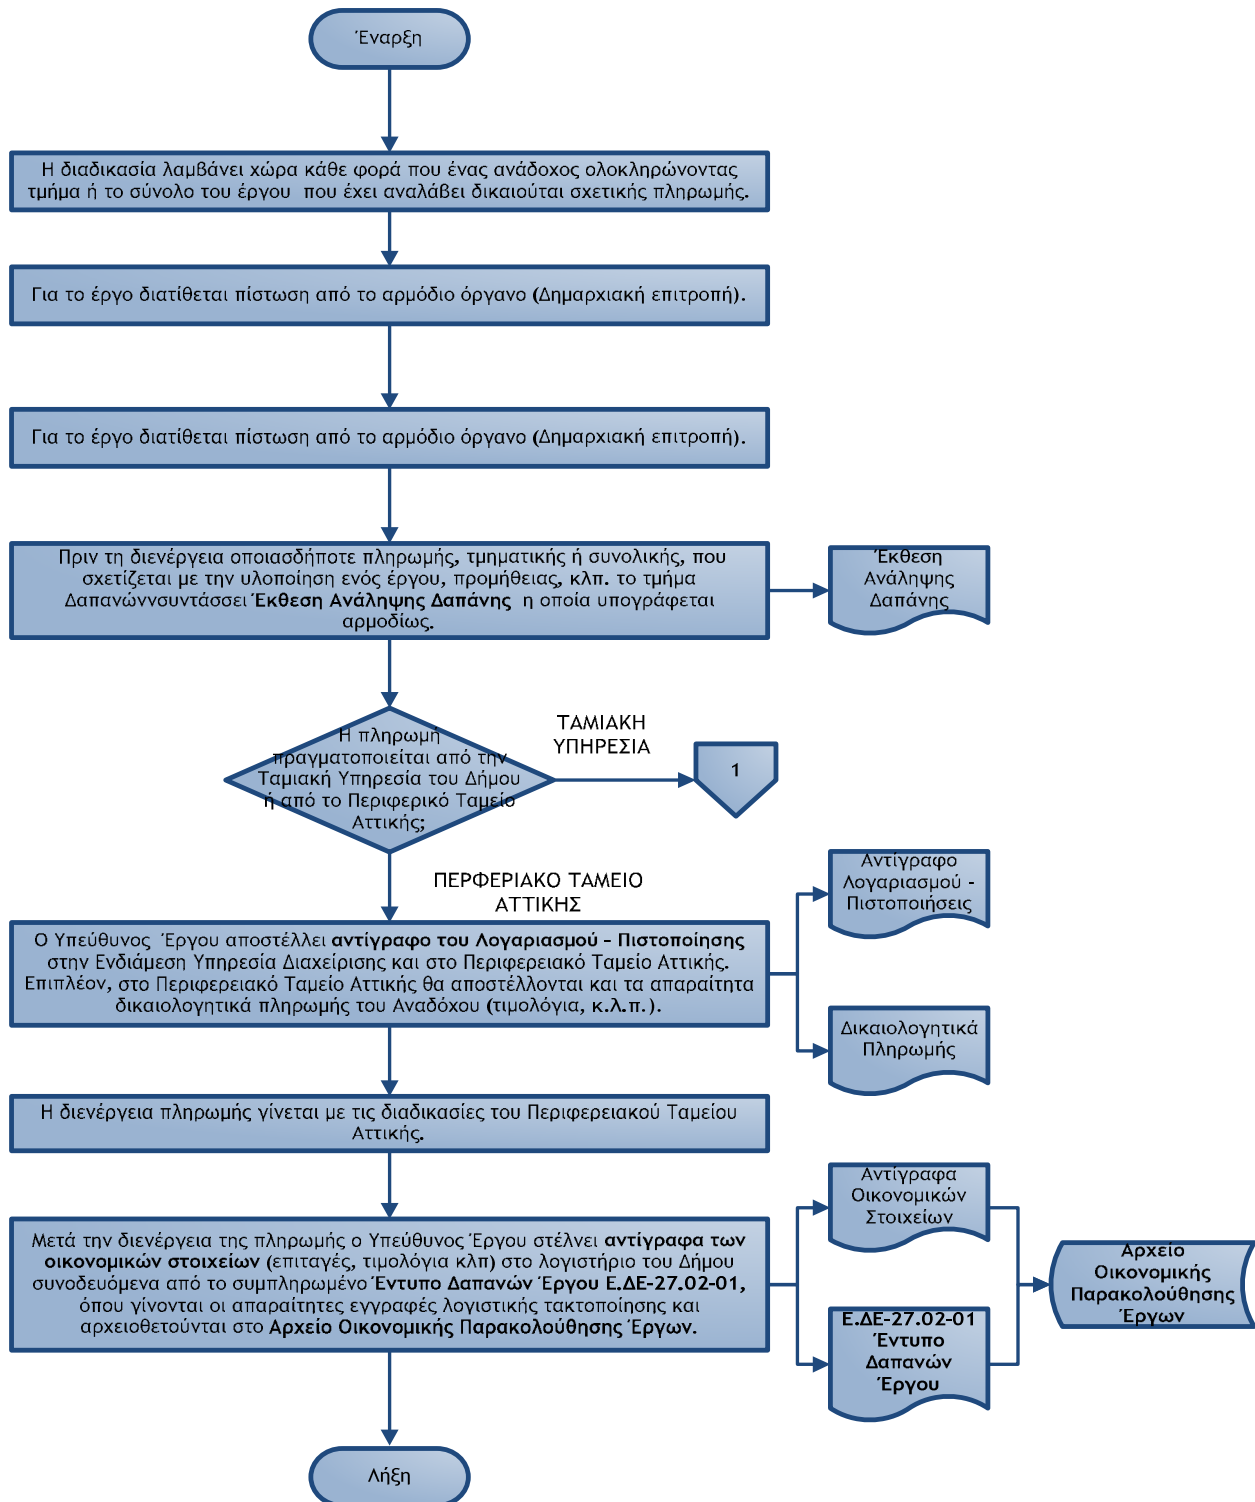 Έναρξη
Η διαδικασία λαμβάνει χώρα κάθε φορά που ένας ανάδοχος ολοκληρώνοντας
τμήμα ή το σύνολο του έργου που έχει αναλάβει δικαιούται σχετικής πληρωμής.
Για το έργο διατίθεται πίστωση από το αρμόδιο όργανο (Δημαρχιακή επιτροπή).
Για το έργο διατίθεται πίστωση από το αρμόδιο όργανο (Δημαρχιακή επιτροπή).
Πριν τη διενέργεια οποιασδήποτε πληρωμής, τμηματικής ή συνολικής, που
σχετίζεται με την υλοποίηση ενός έργου, προμήθειας, κλπ. το τμήμα
Δαπανώννσυντάσσει Έκθεση Ανάληψης Δαπάνης η οποία υπογράφεται
αρμοδίως.
Έκθεση
Ανάληψης
Δαπάνης
Η πληρωμή
πραγματοποιείται από την
Ταμιακή Υπηρεσία του Δήμου
ή από το Περιφερικό Ταμείο
Αττικής;
ΤΑΜΙΑΚΗ
ΥΠΗΡΕΣΙΑ
1
ΠΕΡΦΕΡΙΑΚΟ ΤΑΜΕΙΟ
ΑΤΤΙΚΗΣ
Ο Υπεύθυνος Έργου αποστέλλει αντίγραφο του Λογαριασμού - Πιστοποίησης
στην Ενδιάμεση Υπηρεσία Διαχείρισης και στο Περιφερειακό Ταμείο Αττικής.
Επιπλέον, στο Περιφερειακό Ταμείο Αττικής θα αποστέλλονται και τα απαραίτητα
δικαιολογητικά πληρωμής του Αναδόχου (τιμολόγια, κ.λ.π.).
Αντίγραφο
Λογαριασμού -
Πιστοποιήσεις
Δικαιολογητικά
Πληρωμής
Η διενέργεια πληρωμής γίνεται με τις διαδικασίες του Περιφερειακού Ταμείου
Αττικής.
Μετά την διενέργεια της πληρωμής ο Υπεύθυνος Έργου στέλνει αντίγραφα των
οικονομικών στοιχείων (επιταγές, τιμολόγια κλπ) στο λογιστήριο του Δήμου
συνοδευόμενα από το συμπληρωμένο Έντυπο Δαπανών Έργου Ε.ΔΕ-27.02-01,
όπου γίνονται οι απαραίτητες εγγραφές λογιστικής τακτοποίησης και
αρχειοθετούνται στο Αρχείο Οικονομικής Παρακολούθησης Έργων.
Αντίγραφα
Οικονομικών
Στοιχείων
Ε.ΔΕ-27.02-01
Έντυπο
Δαπανών
Έργου
Αρχείο
Οικονομικής
Παρακολούθησης
Έργων
Λήξη